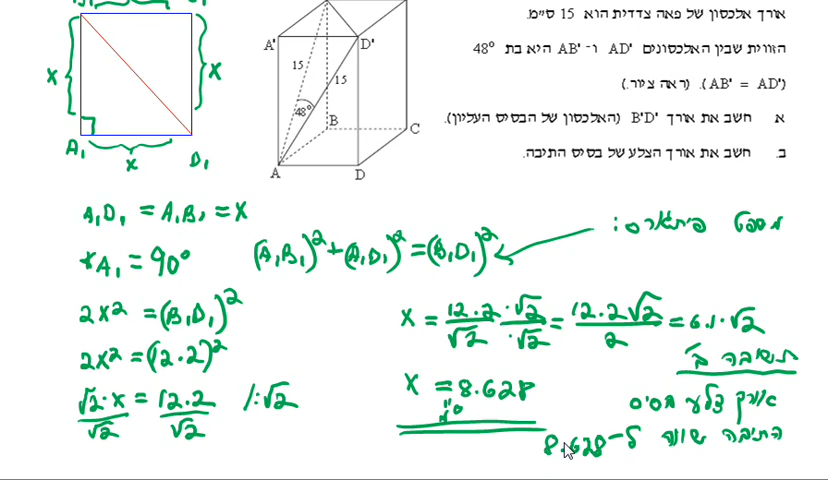 אורך אלכסון של פאה צדדית הוא 15 ס"מ.
הזווית שבין האלכסונים AD' ו- AB' היא בת 48°
(AB' = AD'). (ראה ציור.)
א. חשב את אורך B'D' (האלכסון של הבסיס העליון).
ב. חשב את אורך הצלע של בסיס התיבה.
X
X
X
A₁
D₁
A'
D'
15
15
48°
B
C
A
D
A₁D₁ = A₁B₁ = X
∢A₁ = 90°
משפט פיתגורס:
(A₁B₁)² + (A₁D₁)² = (B₁D₁)²
2X² = (B₁D₁)²
2X² = (12.2)²
√2·X/√2 = 12.2/√2 /:√2
X = 12.2/√2 ·√2/·√2 = 12.2√2/2 = 6.1·√2
X = 8.628 ס"מ
תשובה ב'
אורך צלע בסיס
התיבה שווה ל-8.628